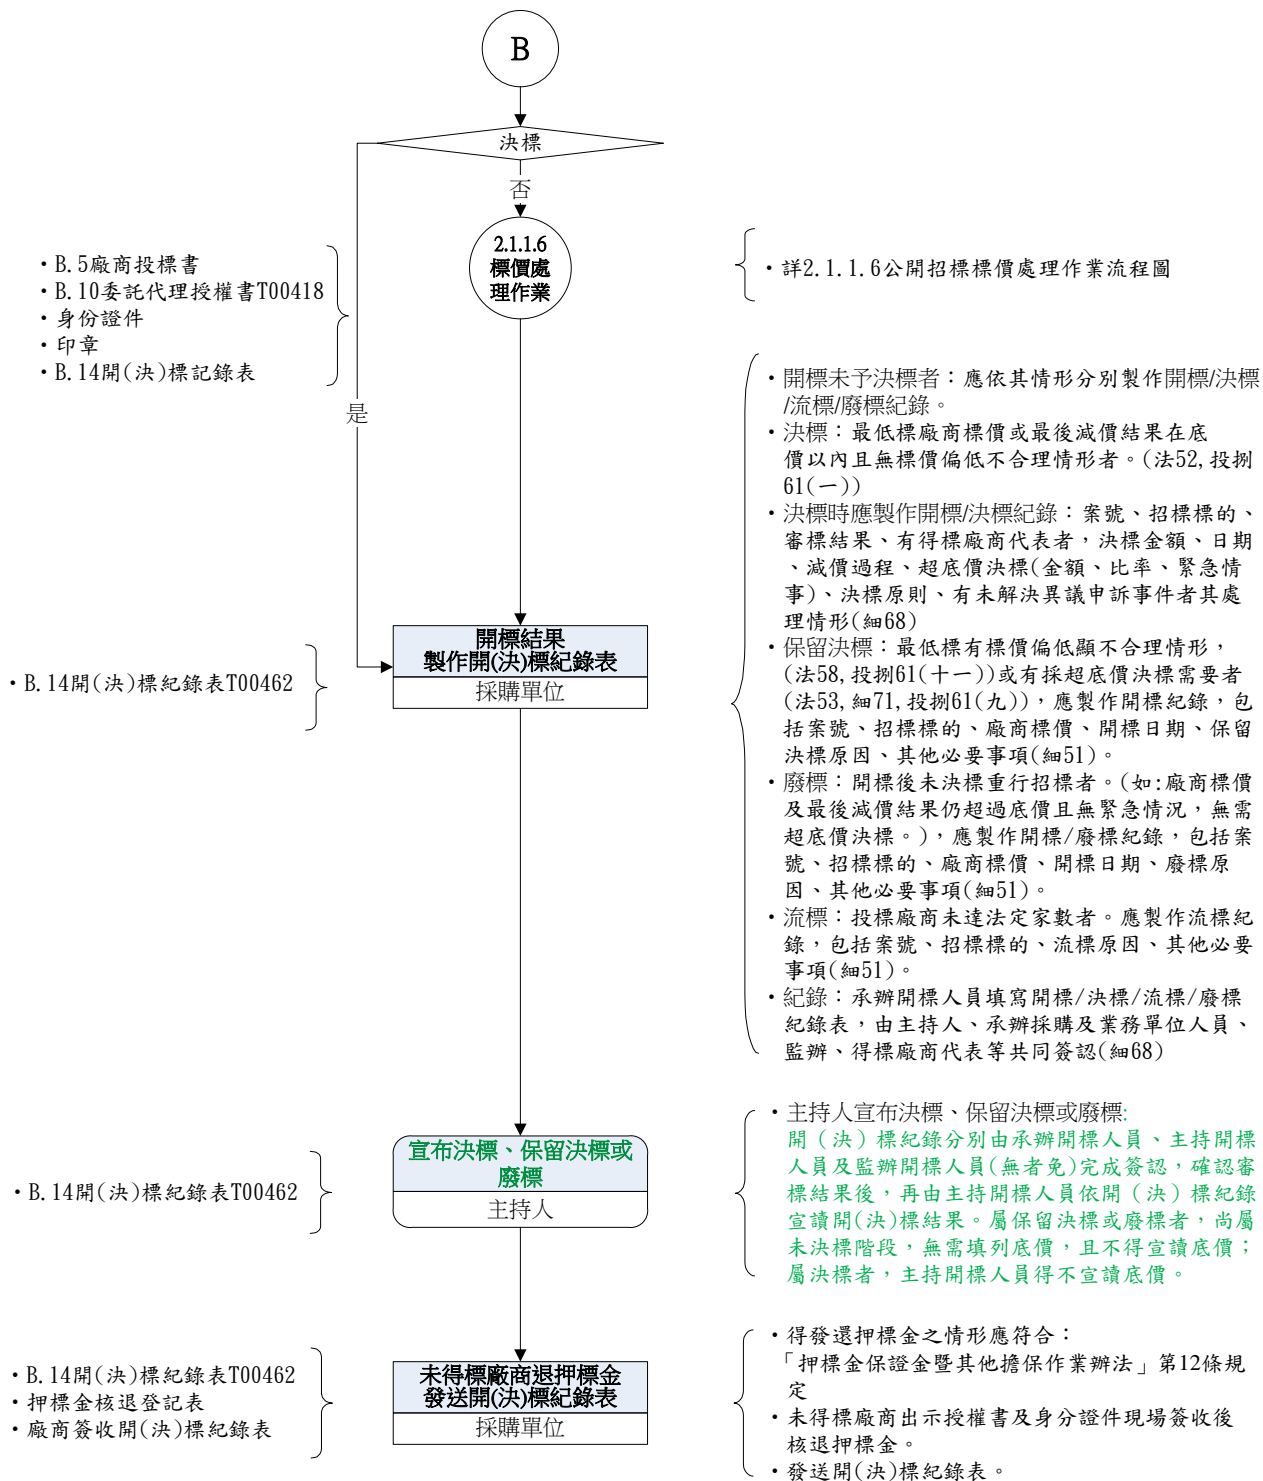 B
決標
否
2.1.1.6
標價處
理作業
・B.5廠商投標書
・B.10委託代理授權書T00418
・身份證件
・印章
・B.14開(決)標記錄表
・詳2.1.1.6公開招標標價處理作業流程圖
是
・開標未予決標者：應依其情形分別製作開標/決標
/流標/廢標紀錄。
・決標：最低標廠商標價或最後減價結果在底
價以內且無標價偏低不合理情形者。(法52,投捌
61(一))
・決標時應製作開標/決標紀錄：案號、招標標的、
審標結果、有得標廠商代表者，決標金額、日期
、減價過程、超底價決標(金額、比率、緊急情
事)、決標原則、有未解決異議申訴事件者其處
理情形(細68)
・保留決標：最低標有標價偏低顯不合理情形，
(法58,投捌61(十一))或有採超底價決標需要者
(法53,細71,投捌61(九))，應製作開標紀錄，包
括案號、招標標的、廠商標價、開標日期、保留
決標原因、其他必要事項(細51)。
・廢標：開標後未決標重行招標者。(如:廠商標價
及最後減價結果仍超過底價且無緊急情況，無需
超底價決標。)，應製作開標/廢標紀錄，包括案
號、招標標的、廠商標價、開標日期、廢標原
因、其他必要事項(細51)。
・流標：投標廠商未達法定家數者。應製作流標紀
錄，包括案號、招標標的、流標原因、其他必要
事項(細51)。
・紀錄：承辦開標人員填寫開標/決標/流標/廢標
紀錄表，由主持人、承辦採購及業務單位人員、
監辦、得標廠商代表等共同簽認(細68)
開標結果
製作開(決)標紀錄表
採購單位
・B.14開(決)標紀錄表T00462
宣布決標、保留決標或
廢標
主持人
・B.14開(決)標紀錄表T00462
・主持人宣布決標、保留決標或廢標:
開（決）標紀錄分別由承辦開標人員、主持開標
人員及監辦開標人員(無者免)完成簽認，確認審
標結果後，再由主持開標人員依開（決）標紀錄
宣讀開(決)標結果。屬保留決標或廢標者，尚屬
未決標階段，無需填列底價，且不得宣讀底價；
屬決標者，主持開標人員得不宣讀底價。
未得標廠商退押標金
發送開(決)標紀錄表
採購單位
・B.14開(決)標紀錄表T00462
・押標金核退登記表
・廠商簽收開(決)標紀錄表
・得發還押標金之情形應符合：
「押標金保證金暨其他擔保作業辦法」第12條規
定
・未得標廠商出示授權書及身分證件現場簽收後
核退押標金。
・發送開(決)標紀錄表。